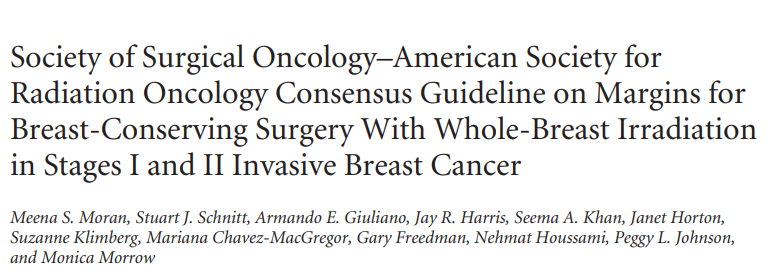 Society of Surgical Oncology–American Society for
Radiation Oncology Consensus Guideline on Margins for
Breast-Conserving Surgery With Whole-Breast Irradiation
in Stages I and II Invasive Breast Cancer
Meena S. Moran, Stuart J. Schnitt, Armando E. Giuliano, Jay R. Harris, Seema A. Khan, Janet Horton,
Suzanne Klimberg, Mariana Chavez-MacGregor, Gary Freedman, Nehmat Houssami, Peggy L. Johnson,
and Monica Morrow